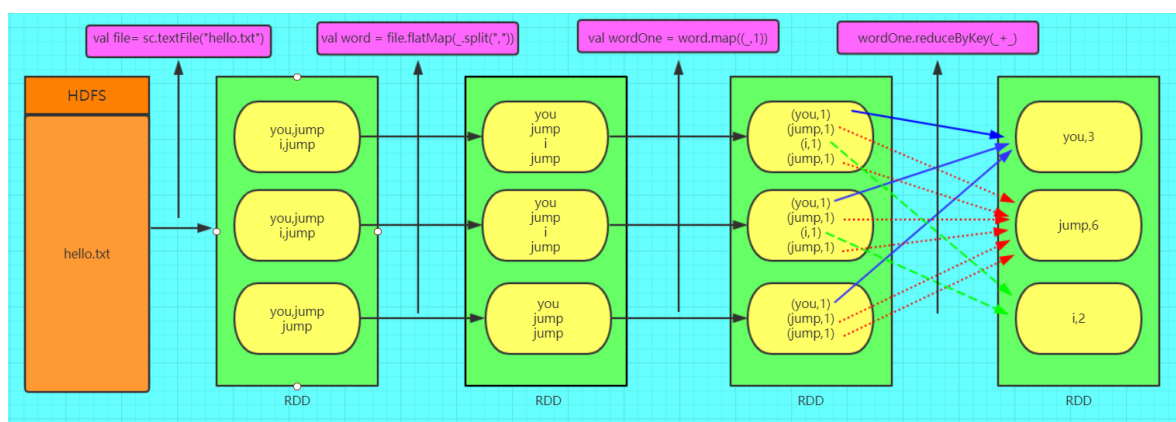 val file= sc.textFile("hello.txt")
val word = file.flatMap(_.split(","))
val wordOne = word.map((_,1))
wordOne.reduceByKey(_+_)
HDFS
hello.txt
you,jump
i,jump
you,jump
i,jump
you,jump
jump
RDD
you
jump
i
jump
you
jump
i
jump
you
jump
jump
RDD
(you,1)
(jump,1)
(i,1)
(jump,1)
(you,1)
(jump,1)
(i,1)
(jump,1)
(you,1)
(jump,1)
(jump,1)
RDD
you,3
jump,6
i,2
RDD